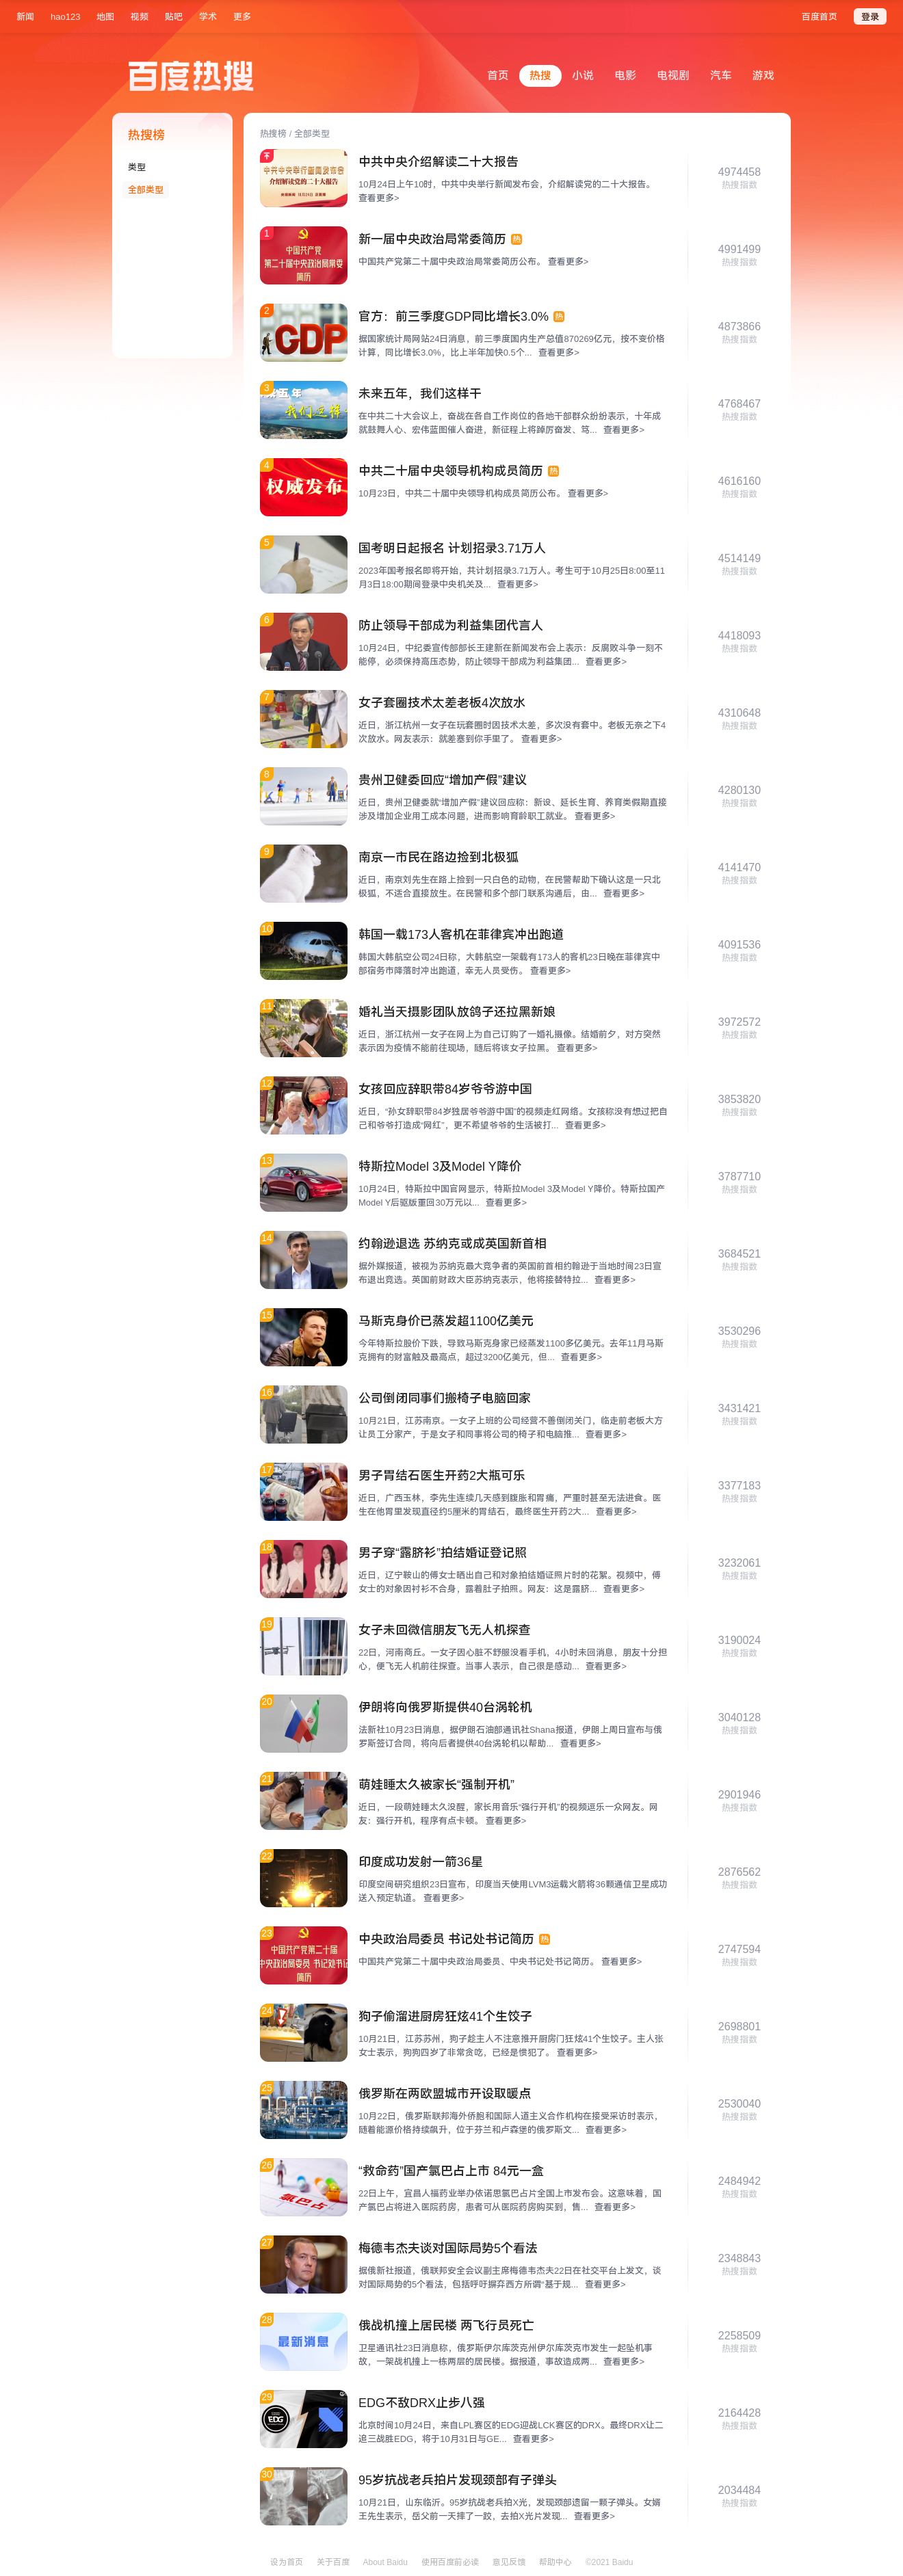 新闻 hao123 地图 视频 贴吧 学术 更多 百度首页 登录
百度热搜
首页 热搜 小说 电影 电视剧 汽车 游戏
热搜榜
类型
全部类型
热搜榜 / 全部类型
中共中央举行新闻发布会
介绍解读党的二十大报告
中共中央介绍解读二十大报告
10月24日上午10时，中共中央举行新闻发布会，介绍解读党的二十大报告。
查看更多>
4974458
热搜指数
1
中国共产党
第二十届中央政治局常委
简历
新一届中央政治局常委简历 热
中国共产党第二十届中央政治局常委简历公布。 查看更多>
4991499
热搜指数
2
GDP
官方：前三季度GDP同比增长3.0% 热
据国家统计局网站24日消息，前三季度国内生产总值870269亿元，按不变价格
计算，同比增长3.0%，比上半年加快0.5个... 查看更多>
4873866
热搜指数
3
未来五年，我们这样干
在中共二十大会议上，奋战在各自工作岗位的各地干部群众纷纷表示，十年成
就鼓舞人心、宏伟蓝图催人奋进，新征程上将踔厉奋发、笃... 查看更多>
4768467
热搜指数
4
权威发布
中共二十届中央领导机构成员简历 热
10月23日，中共二十届中央领导机构成员简历公布。 查看更多>
4616160
热搜指数
5
国考明日起报名 计划招录3.71万人
2023年国考报名即将开始，共计划招录3.71万人。考生可于10月25日8:00至11
月3日18:00期间登录中央机关及... 查看更多>
4514149
热搜指数
6
防止领导干部成为利益集团代言人
10月24日，中纪委宣传部部长王建新在新闻发布会上表示：反腐败斗争一刻不
能停，必须保持高压态势，防止领导干部成为利益集团... 查看更多>
4418093
热搜指数
7
女子套圈技术太差老板4次放水
近日，浙江杭州一女子在玩套圈时因技术太差，多次没有套中。老板无奈之下4
次放水。网友表示：就差塞到你手里了。 查看更多>
4310648
热搜指数
8
贵州卫健委回应“增加产假”建议
近日，贵州卫健委就“增加产假”建议回应称：新设、延长生育、养育类假期直接
涉及增加企业用工成本问题，进而影响育龄职工就业。 查看更多>
4280130
热搜指数
9
南京一市民在路边捡到北极狐
近日，南京刘先生在路上捡到一只白色的动物，在民警帮助下确认这是一只北
极狐，不适合直接放生。在民警和多个部门联系沟通后，由... 查看更多>
4141470
热搜指数
10
韩国一载173人客机在菲律宾冲出跑道
韩国大韩航空公司24日称，大韩航空一架载有173人的客机23日晚在菲律宾中
部宿务市降落时冲出跑道，幸无人员受伤。 查看更多>
4091536
热搜指数
11
婚礼当天摄影团队放鸽子还拉黑新娘
近日，浙江杭州一女子在网上为自己订购了一婚礼摄像。结婚前夕，对方突然
表示因为疫情不能前往现场，随后将该女子拉黑。 查看更多>
3972572
热搜指数
12
女孩回应辞职带84岁爷爷游中国
近日，“孙女辞职带84岁独居爷爷游中国”的视频走红网络。女孩称没有想过把自
己和爷爷打造成“网红”，更不希望爷爷的生活被打... 查看更多>
3853820
热搜指数
13
特斯拉Model 3及Model Y降价
10月24日，特斯拉中国官网显示，特斯拉Model 3及Model Y降价。特斯拉国产
Model Y后驱版重回30万元以... 查看更多>
3787710
热搜指数
14
约翰逊退选 苏纳克或成英国新首相
据外媒报道，被视为苏纳克最大竞争者的英国前首相约翰逊于当地时间23日宣
布退出竞选。英国前财政大臣苏纳克表示，他将接替特拉... 查看更多>
3684521
热搜指数
15
马斯克身价已蒸发超1100亿美元
今年特斯拉股价下跌，导致马斯克身家已经蒸发1100多亿美元。去年11月马斯
克拥有的财富触及最高点，超过3200亿美元，但... 查看更多>
3530296
热搜指数
16
公司倒闭同事们搬椅子电脑回家
10月21日，江苏南京。一女子上班的公司经营不善倒闭关门，临走前老板大方
让员工分家产，于是女子和同事将公司的椅子和电脑推... 查看更多>
3431421
热搜指数
17
男子胃结石医生开药2大瓶可乐
近日，广西玉林，李先生连续几天感到腹胀和胃痛，严重时甚至无法进食。医
生在他胃里发现直径约5厘米的胃结石，最终医生开药2大... 查看更多>
3377183
热搜指数
18
男子穿“露脐衫”拍结婚证登记照
近日，辽宁鞍山的傅女士晒出自己和对象拍结婚证照片时的花絮。视频中，傅
女士的对象因衬衫不合身，露着肚子拍照。网友：这是露脐... 查看更多>
3232061
热搜指数
19
女子未回微信朋友飞无人机探查
22日，河南商丘。一女子因心脏不舒服没看手机，4小时未回消息，朋友十分担
心，便飞无人机前往探查。当事人表示，自己很是感动... 查看更多>
3190024
热搜指数
20
伊朗将向俄罗斯提供40台涡轮机
法新社10月23日消息，据伊朗石油部通讯社Shana报道，伊朗上周日宣布与俄
罗斯签订合同，将向后者提供40台涡轮机以帮助... 查看更多>
3040128
热搜指数
21
萌娃睡太久被家长“强制开机”
近日，一段萌娃睡太久没醒，家长用音乐“强行开机”的视频逗乐一众网友。网
友：强行开机，程序有点卡顿。 查看更多>
2901946
热搜指数
22
印度成功发射一箭36星
印度空间研究组织23日宣布，印度当天使用LVM3运载火箭将36颗通信卫星成功
送入预定轨道。 查看更多>
2876562
热搜指数
23
中国共产党第二十届
中央政治局委员 书记处书记
简历
中央政治局委员 书记处书记简历 热
中国共产党第二十届中央政治局委员、中央书记处书记简历。 查看更多>
2747594
热搜指数
24
狗子偷溜进厨房狂炫41个生饺子
10月21日，江苏苏州，狗子趁主人不注意推开厨房门狂炫41个生饺子。主人张
女士表示，狗狗四岁了非常贪吃，已经是惯犯了。 查看更多>
2698801
热搜指数
25
俄罗斯在两欧盟城市开设取暖点
10月22日，俄罗斯联邦海外侨胞和国际人道主义合作机构在接受采访时表示，
随着能源价格持续飙升，位于芬兰和卢森堡的俄罗斯文... 查看更多>
2530040
热搜指数
26
氯巴占
“救命药”国产氯巴占上市 84元一盒
22日上午，宜昌人福药业举办依诺思氯巴占片全国上市发布会。这意味着，国
产氯巴占将进入医院药房，患者可从医院药房购买到，售... 查看更多>
2484942
热搜指数
27
梅德韦杰夫谈对国际局势5个看法
据俄新社报道，俄联邦安全会议副主席梅德韦杰夫22日在社交平台上发文，谈
对国际局势的5个看法，包括呼吁摒弃西方所谓“基于规... 查看更多>
2348843
热搜指数
28
最新消息
俄战机撞上居民楼 两飞行员死亡
卫星通讯社23日消息称，俄罗斯伊尔库茨克州伊尔库茨克市发生一起坠机事
故，一架战机撞上一栋两层的居民楼。据报道，事故造成两... 查看更多>
2258509
热搜指数
29
EDG
EDG不敌DRX止步八强
北京时间10月24日，来自LPL赛区的EDG迎战LCK赛区的DRX。最终DRX让二
追三战胜EDG，将于10月31日与GE... 查看更多>
2164428
热搜指数
30
95岁抗战老兵拍片发现颈部有子弹头
10月21日，山东临沂。95岁抗战老兵拍X光，发现颈部遗留一颗子弹头。女婿
王先生表示，岳父前一天摔了一跤，去拍X光片发现... 查看更多>
2034484
热搜指数
设为首页 关于百度 About Baidu 使用百度前必读 意见反馈 帮助中心 ©2021 Baidu